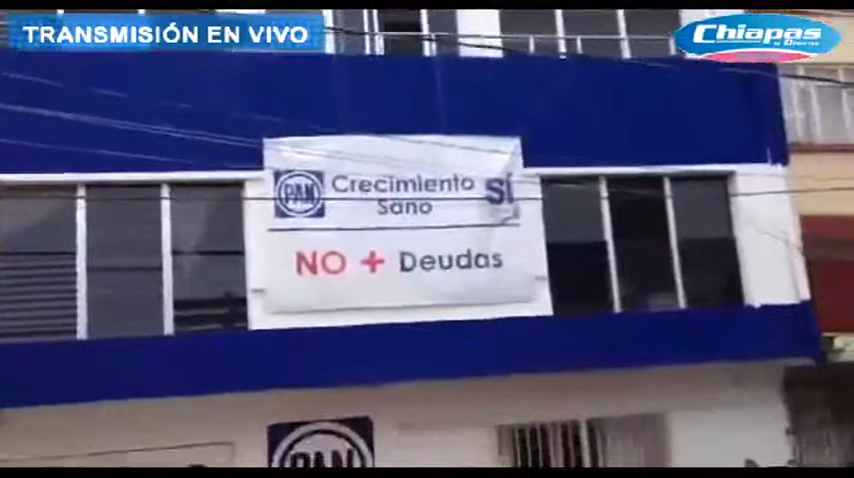 TRANSMISIÓN EN VIVO
Chiapas
PAN Crecimiento SÍ
Sano
NO + Deudas
PAN